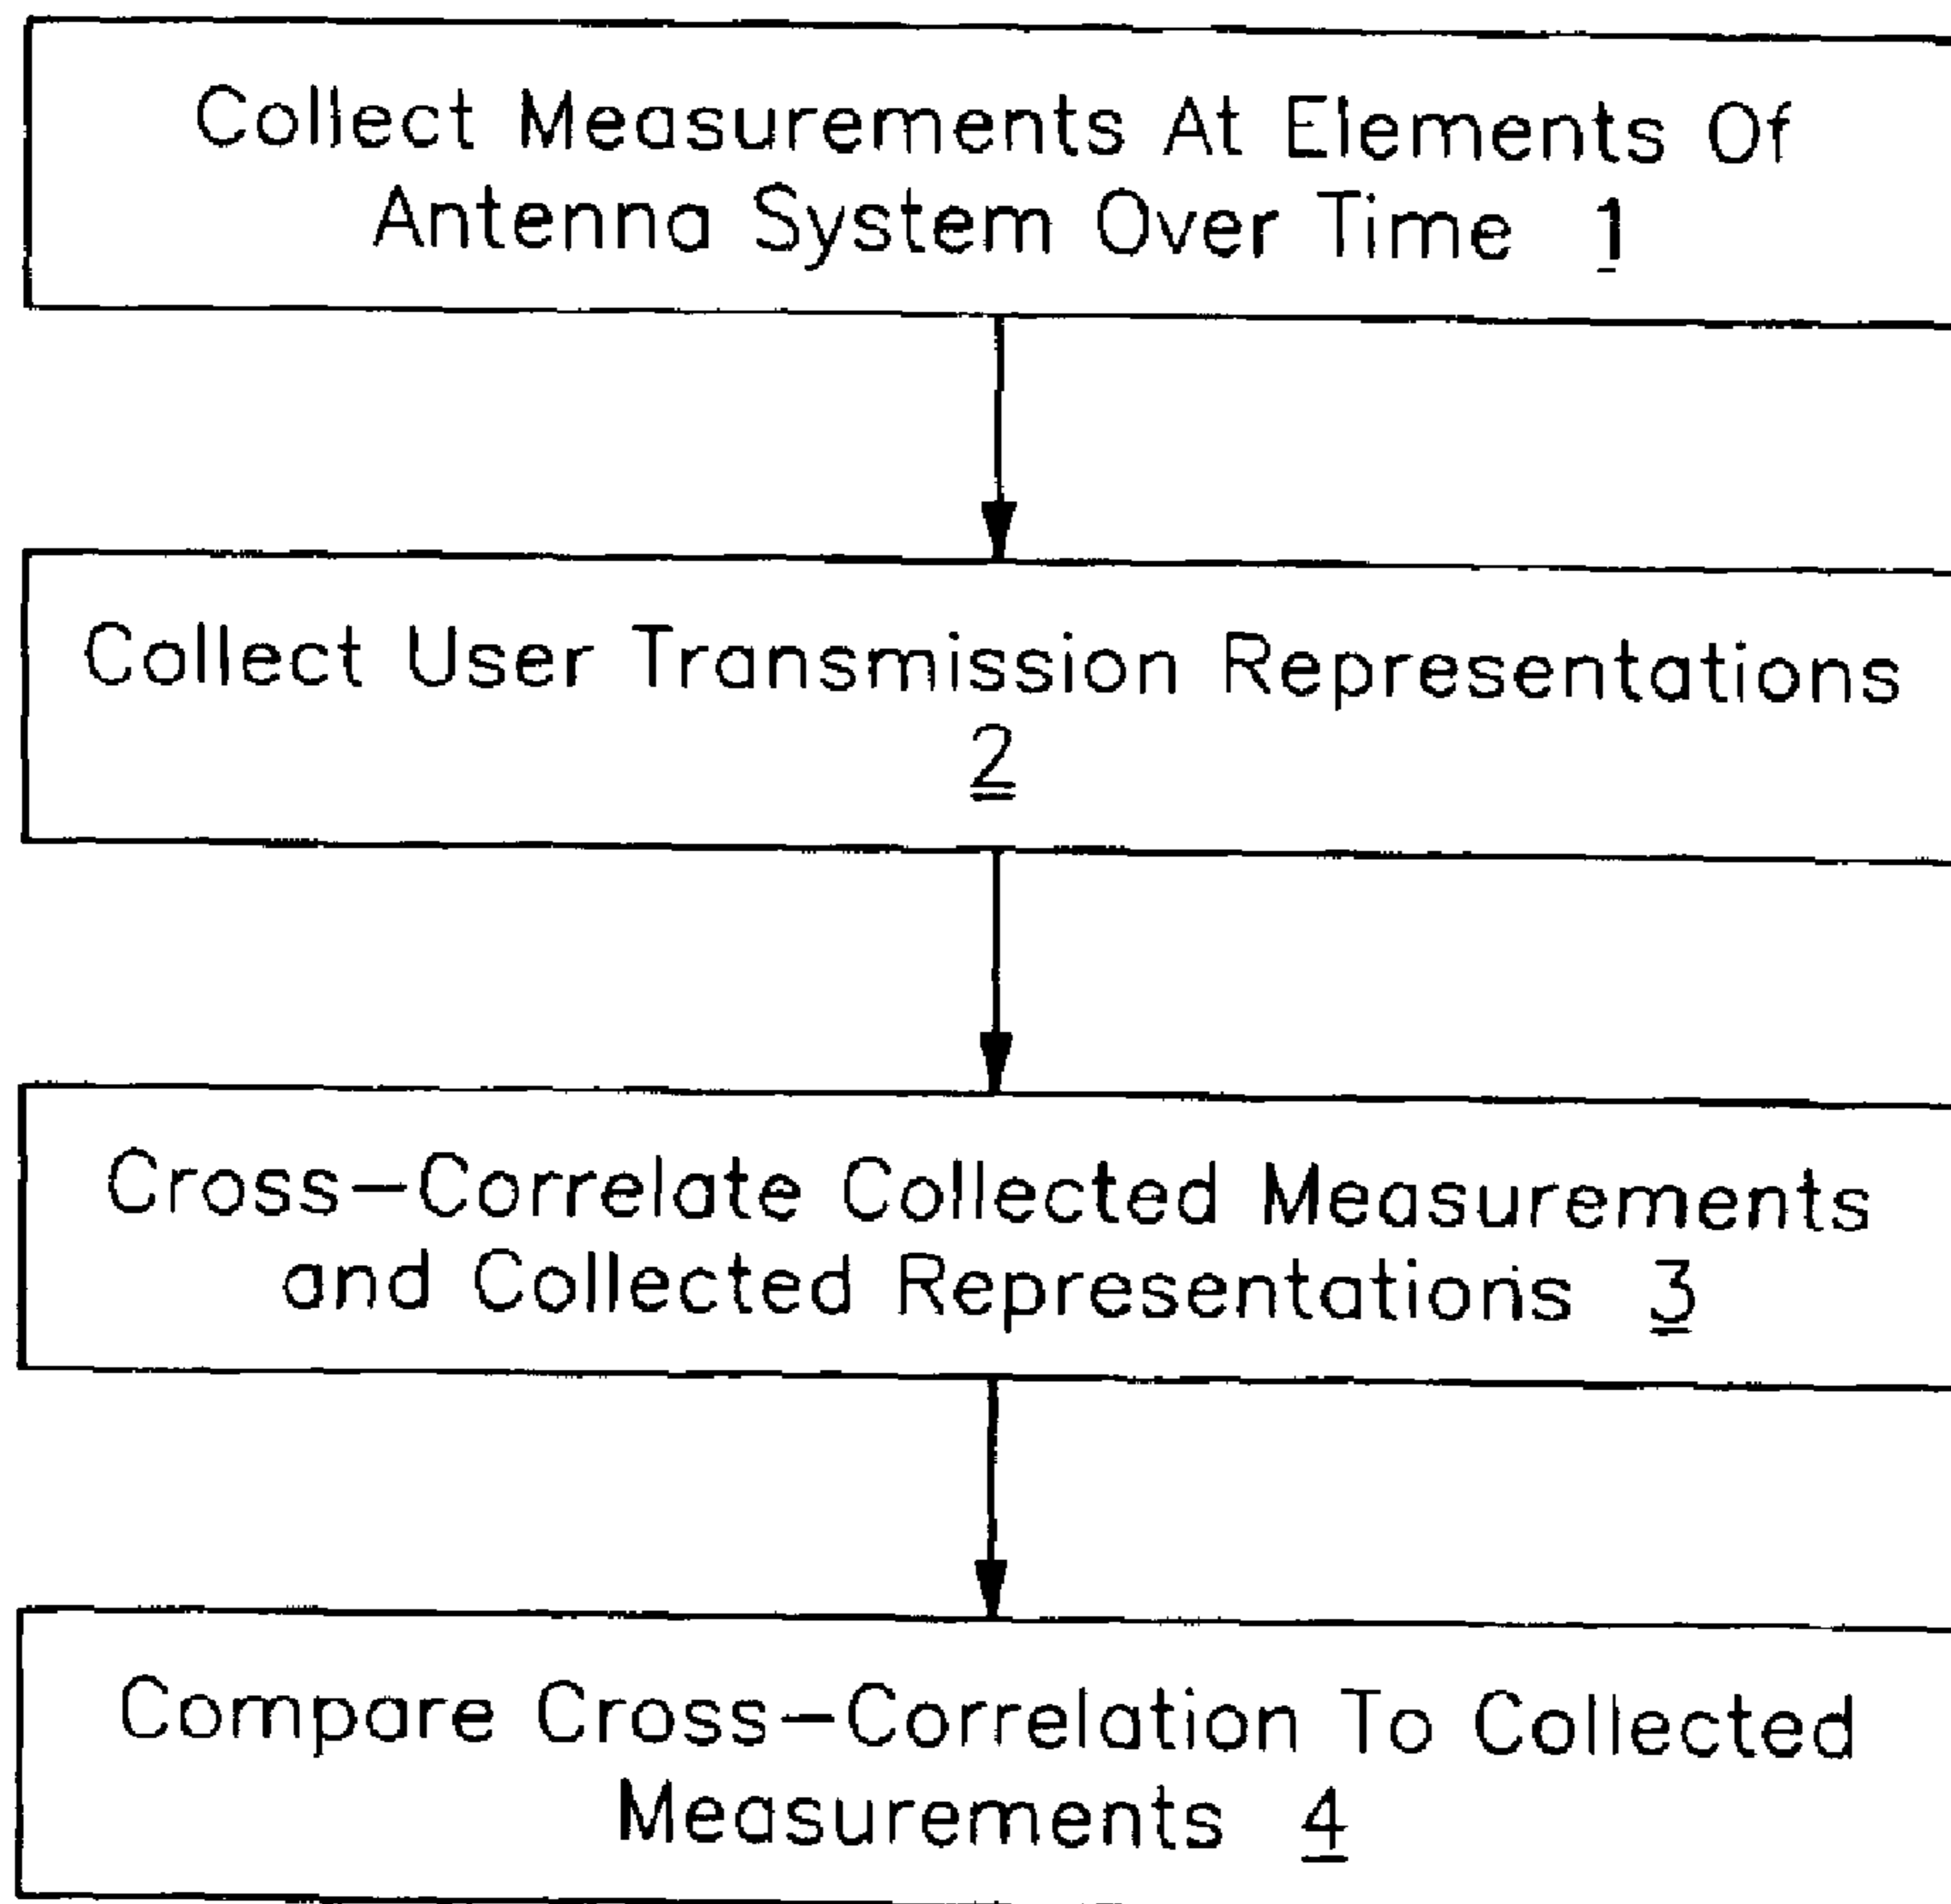 Collect Measurements At Elements Of
Antenna System Over Time 1
Collect User Transmission Representations
2
Cross-Correlate Collected Measurements
and Collected Representations 3
Compare Cross-Correlation To Collected
Measurements 4